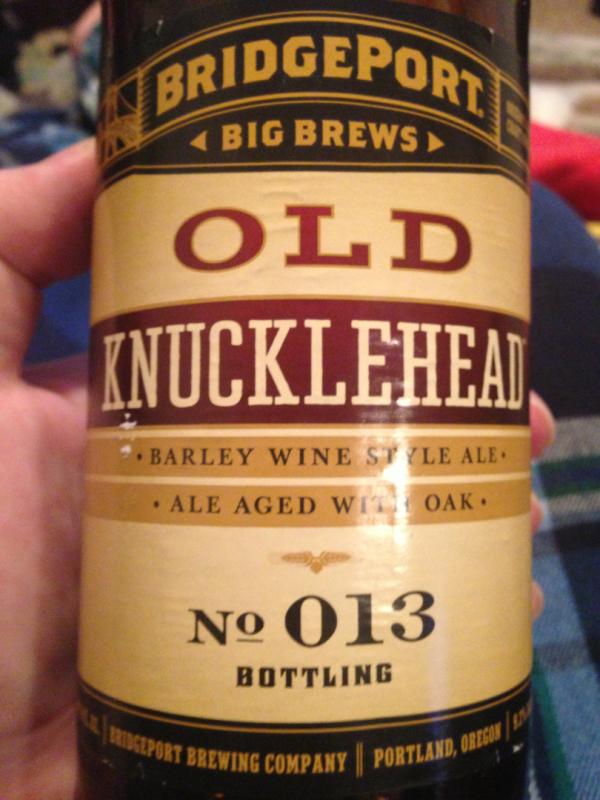 BRIDGEPORT
BIG BREWS
OLD
KNUCKLEHEAD
• BARLEY WINE STYLE ALE •
• ALE AGED WITH OAK •
No 013
BOTTLING
BRIDGEPORT BREWING COMPANY || PORTLAND, OREGON |